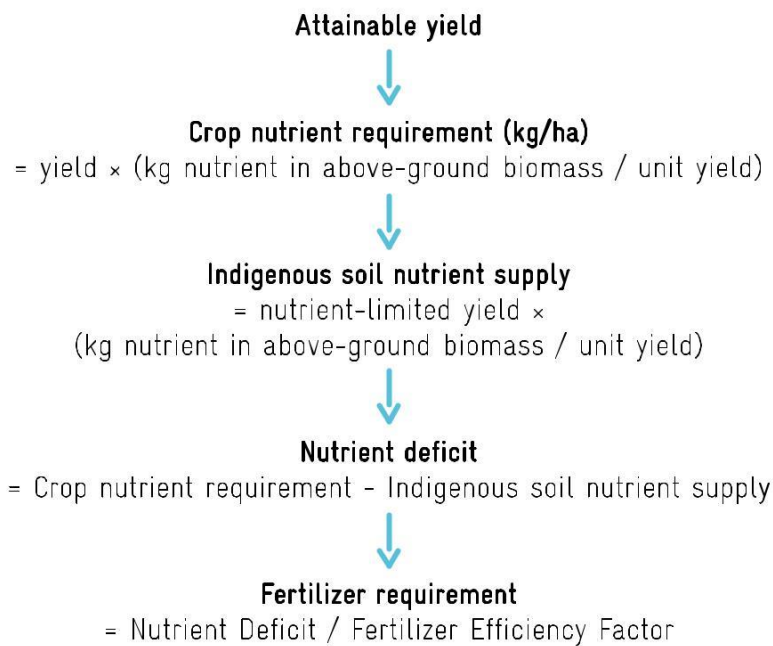 Attainable yield
Crop nutrient requirement (kg/ha)
= yield × (kg nutrient in above-ground biomass / unit yield)
Indigenous soil nutrient supply
= nutrient-limited yield ×
(kg nutrient in above-ground biomass / unit yield)
Nutrient deficit
= Crop nutrient requirement - Indigenous soil nutrient supply
Fertilizer requirement
= Nutrient Deficit / Fertilizer Efficiency Factor